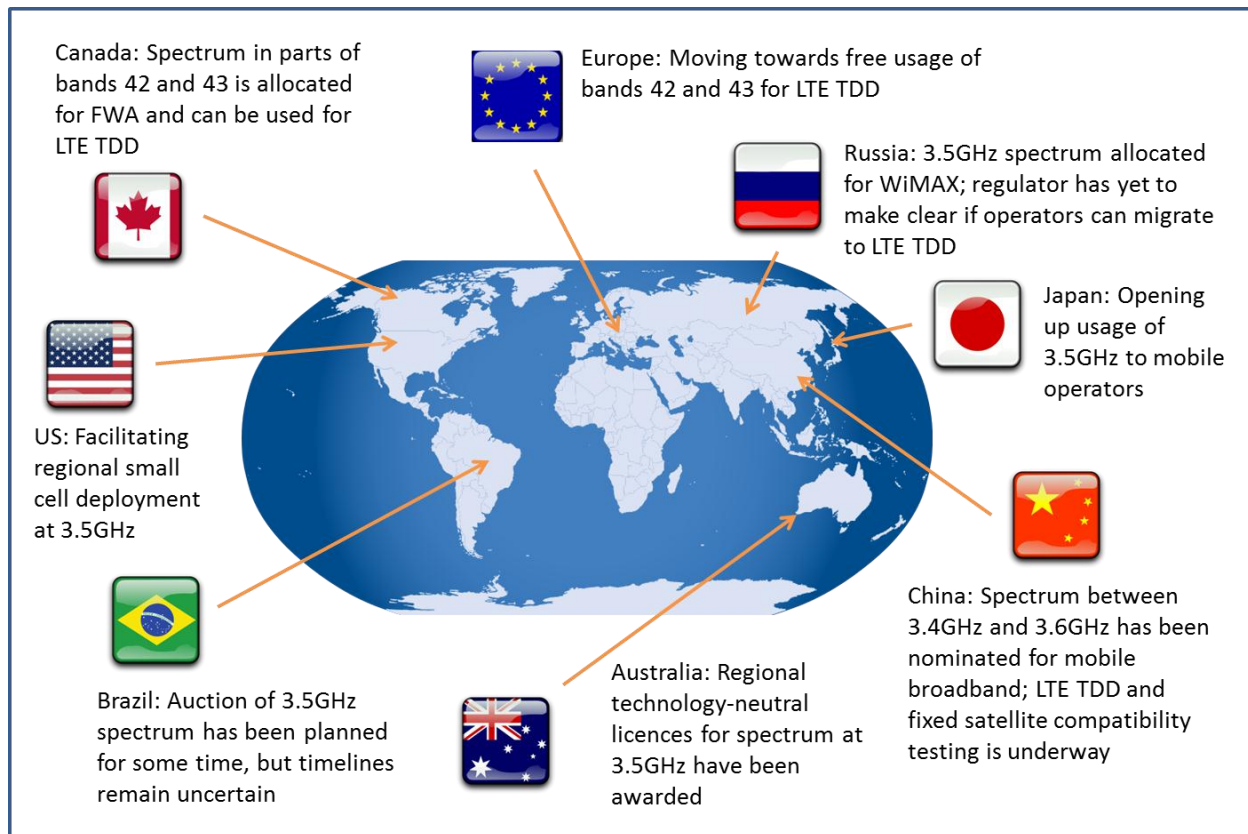 Canada: Spectrum in parts of
bands 42 and 43 is allocated
for FWA and can be used for
LTE TDD
Europe: Moving towards free usage of
bands 42 and 43 for LTE TDD
Russia: 3.5GHz spectrum allocated
for WiMAX; regulator has yet to
make clear if operators can migrate
to LTE TDD
Japan: Opening
up usage of
3.5GHz to mobile
operators
US: Facilitating
regional small
cell deployment
at 3.5GHz
China: Spectrum between
3.4GHz and 3.6GHz has been
nominated for mobile
broadband; LTE TDD and
fixed satellite compatibility
testing is underway
Brazil: Auction of 3.5GHz
spectrum has been planned
for some time, but timelines
remain uncertain
Australia: Regional
technology-neutral
licences for spectrum at
3.5GHz have been
awarded